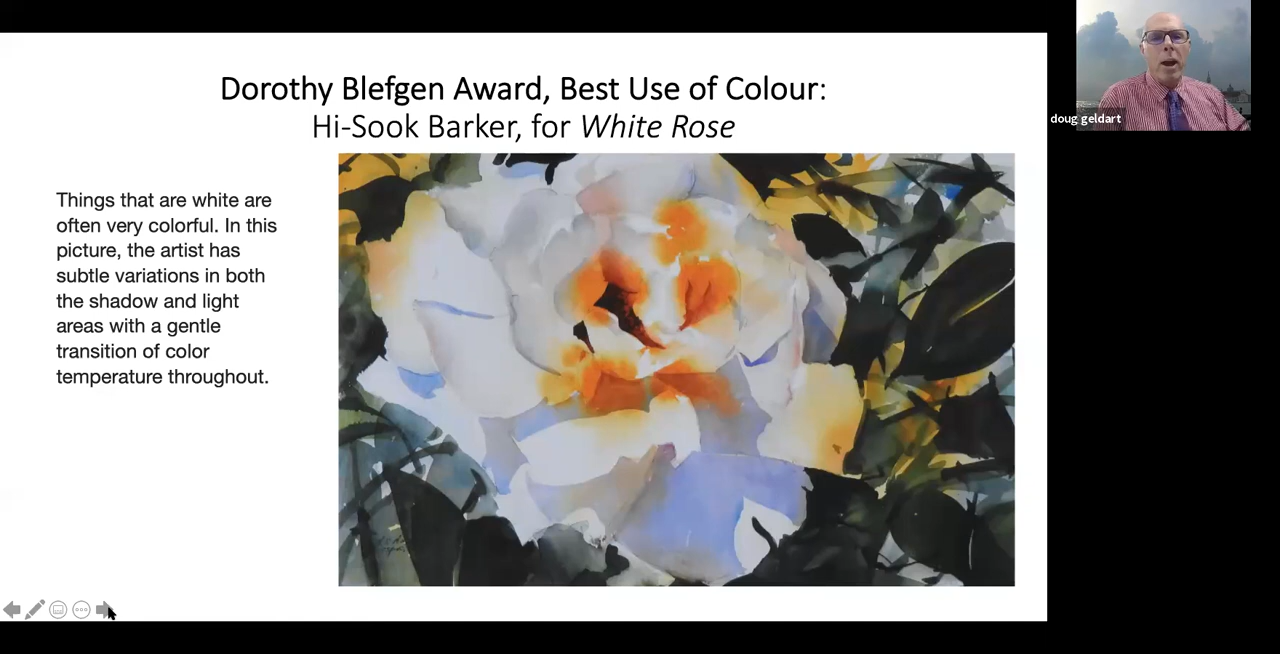 Dorothy Blefgen Award, Best Use of Colour:
Hi-Sook Barker, for White Rose
Things that are white are
often very colorful. In this
picture, the artist has
subtle variations in both
the shadow and light
areas with a gentle
transition of color
temperature throughout.
doug geldart